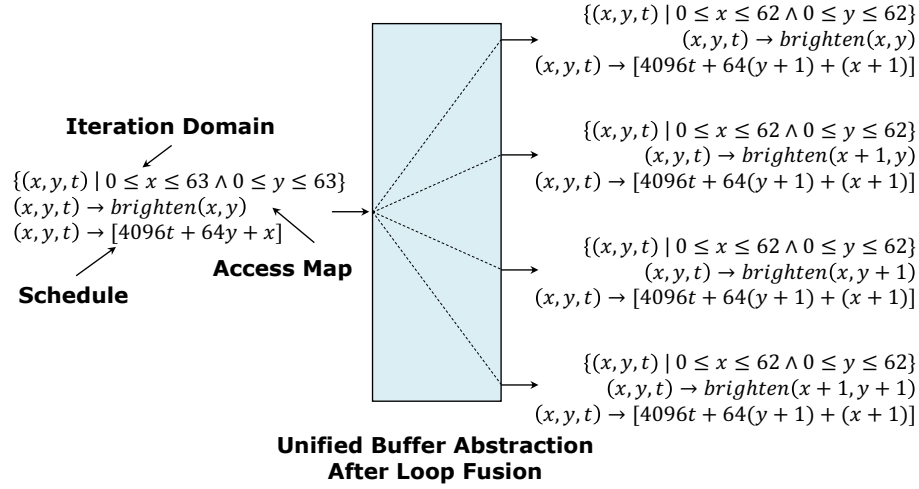 {(x, y, t) | 0 ≤ x ≤ 62 ∧ 0 ≤ y ≤ 62}
(x, y, t) → brighten(x, y)
(x, y, t) → [4096t + 64(y + 1) + (x + 1)]
{(x, y, t) | 0 ≤ x ≤ 62 ∧ 0 ≤ y ≤ 62}
(x, y, t) → brighten(x + 1, y)
(x, y, t) → [4096t + 64(y + 1) + (x + 1)]
Iteration Domain
{(x, y, t) | 0 ≤ x ≤ 63 ∧ 0 ≤ y ≤ 63}
(x, y, t) → brighten(x, y)
(x, y, t) → [4096t + 64y + x]
Access Map
Schedule
{(x, y, t) | 0 ≤ x ≤ 62 ∧ 0 ≤ y ≤ 62}
(x, y, t) → brighten(x, y + 1)
(x, y, t) → [4096t + 64(y + 1) + (x + 1)]
{(x, y, t) | 0 ≤ x ≤ 62 ∧ 0 ≤ y ≤ 62}
(x, y, t) → brighten(x + 1, y + 1)
(x, y, t) → [4096t + 64(y + 1) + (x + 1)]
Unified Buffer Abstraction
After Loop Fusion